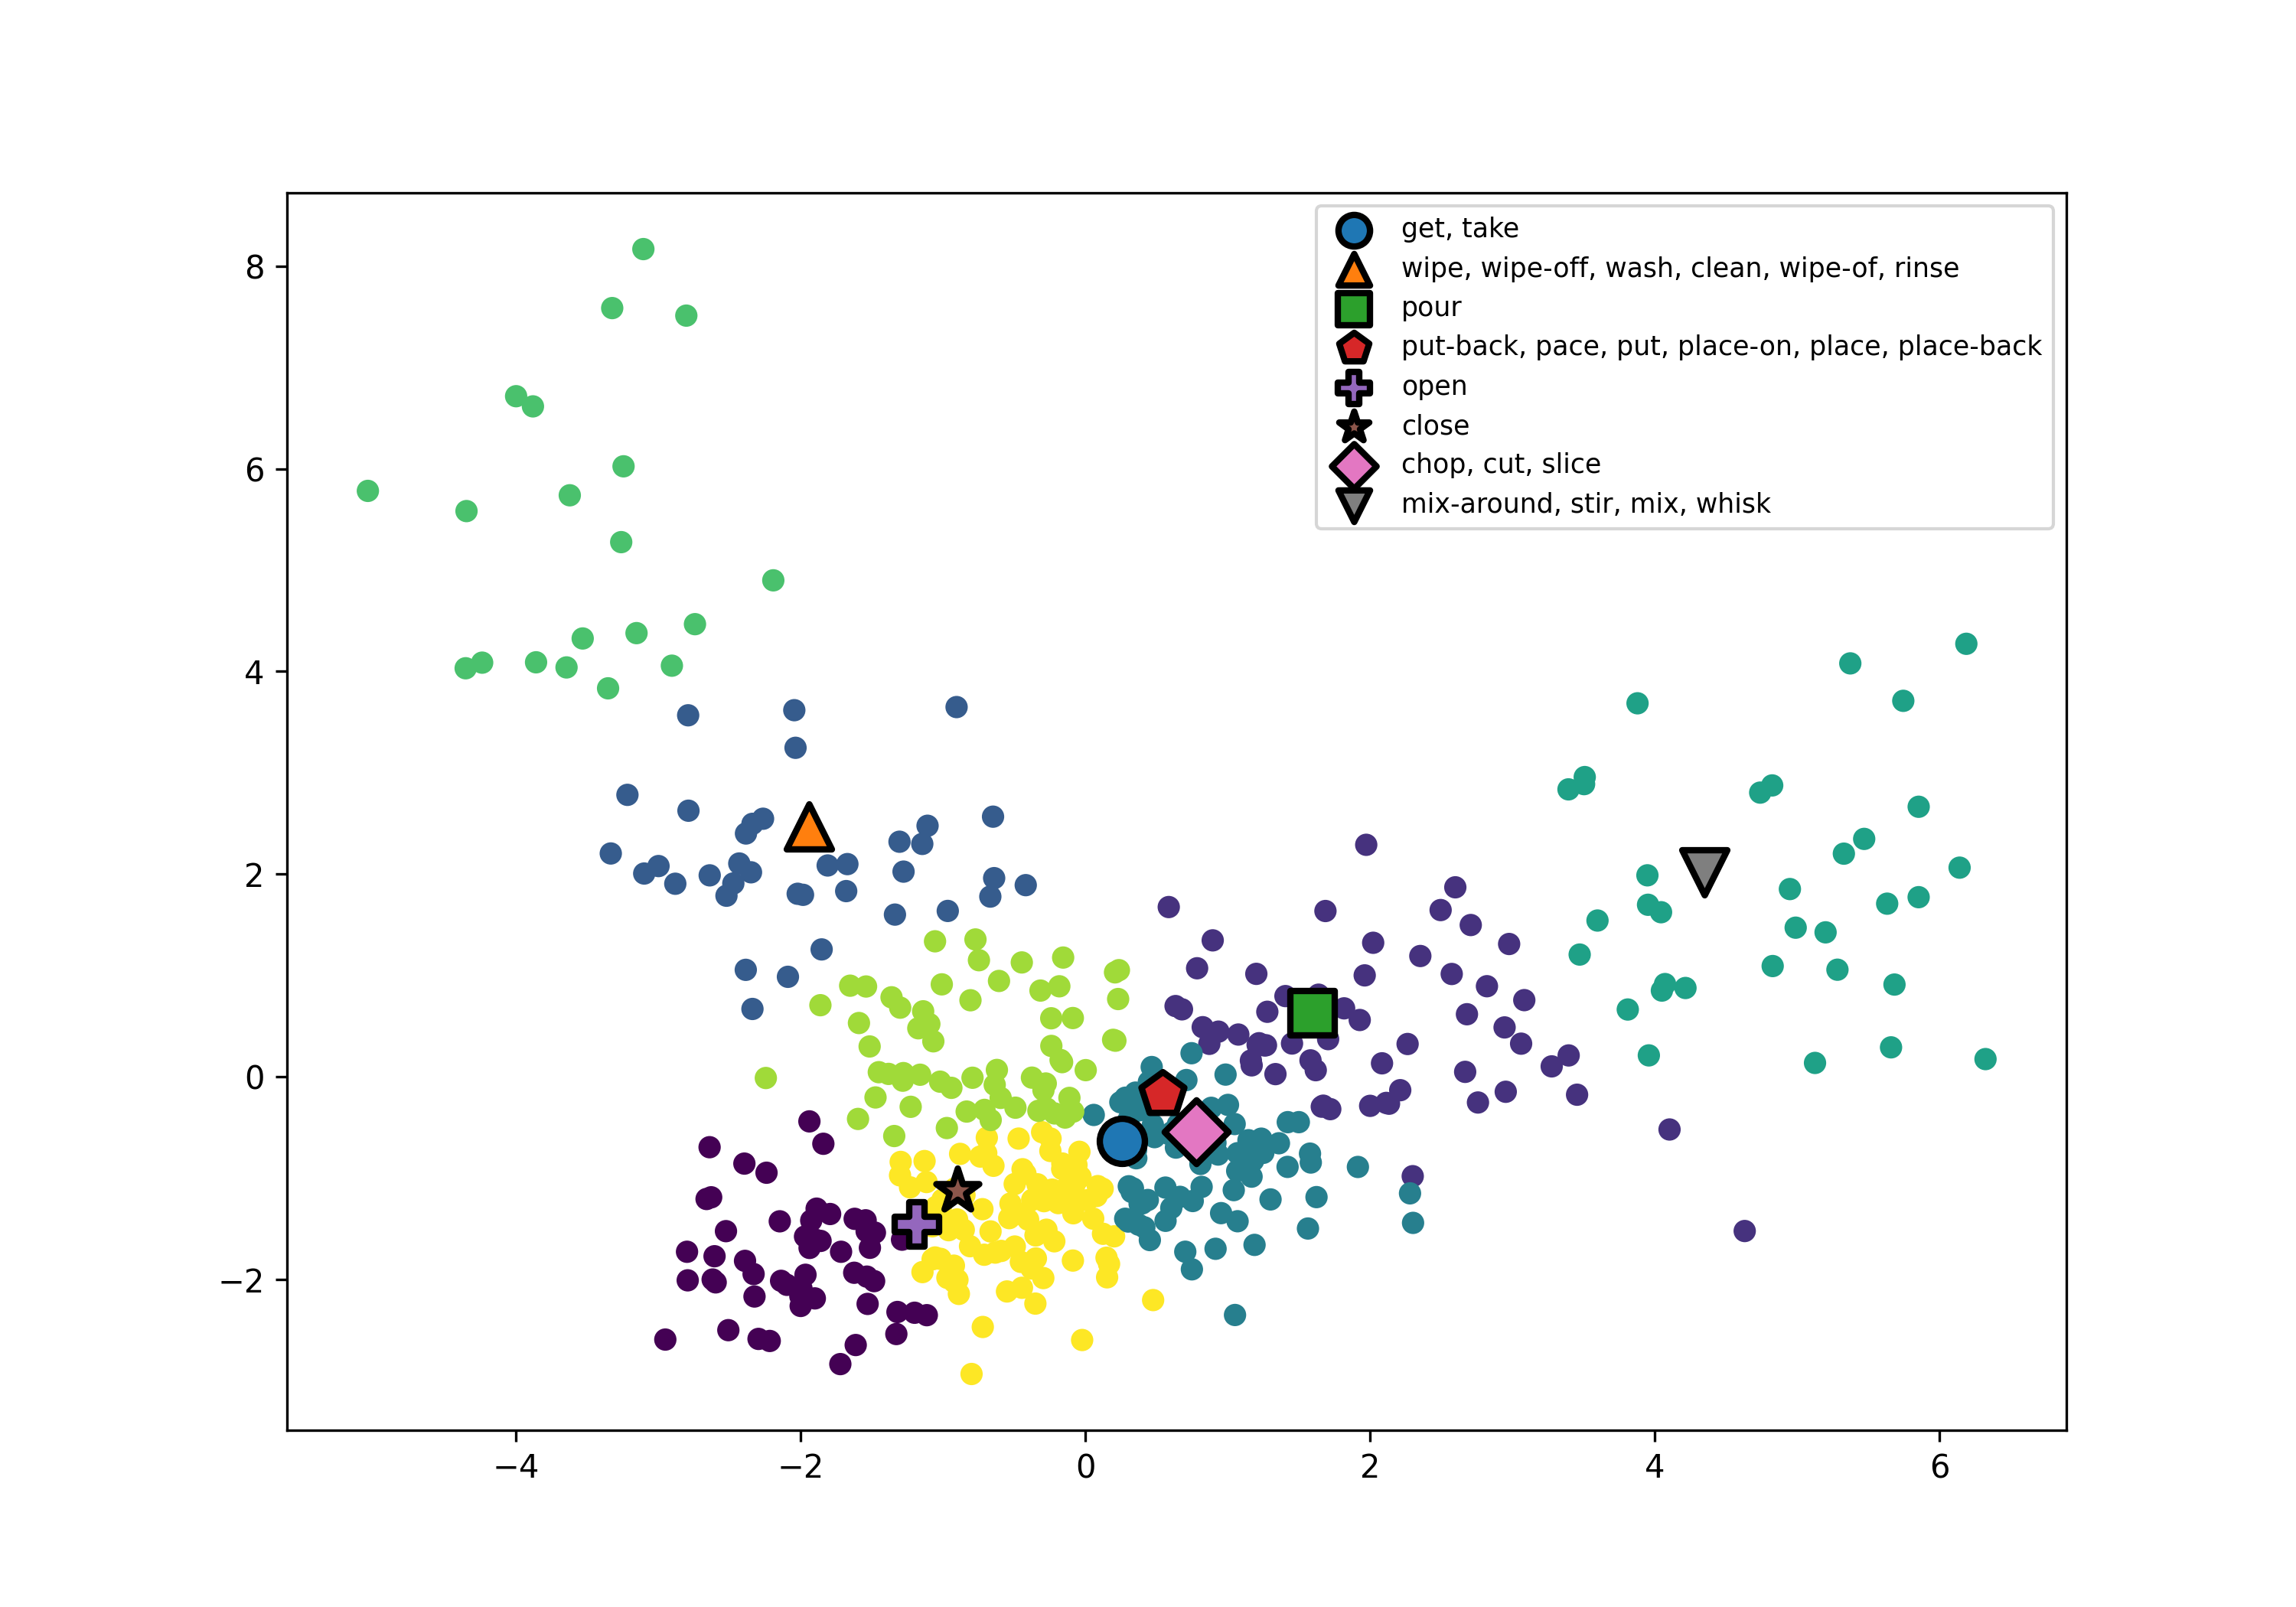 get, take
wipe, wipe-off, wash, clean, wipe-of, rinse
pour
put-back, pace, put, place-on, place, place-back
open
close
chop, cut, slice
mix-around, stir, mix, whisk
8
6
4
2
0
−2
−4 −2 0 2 4 6